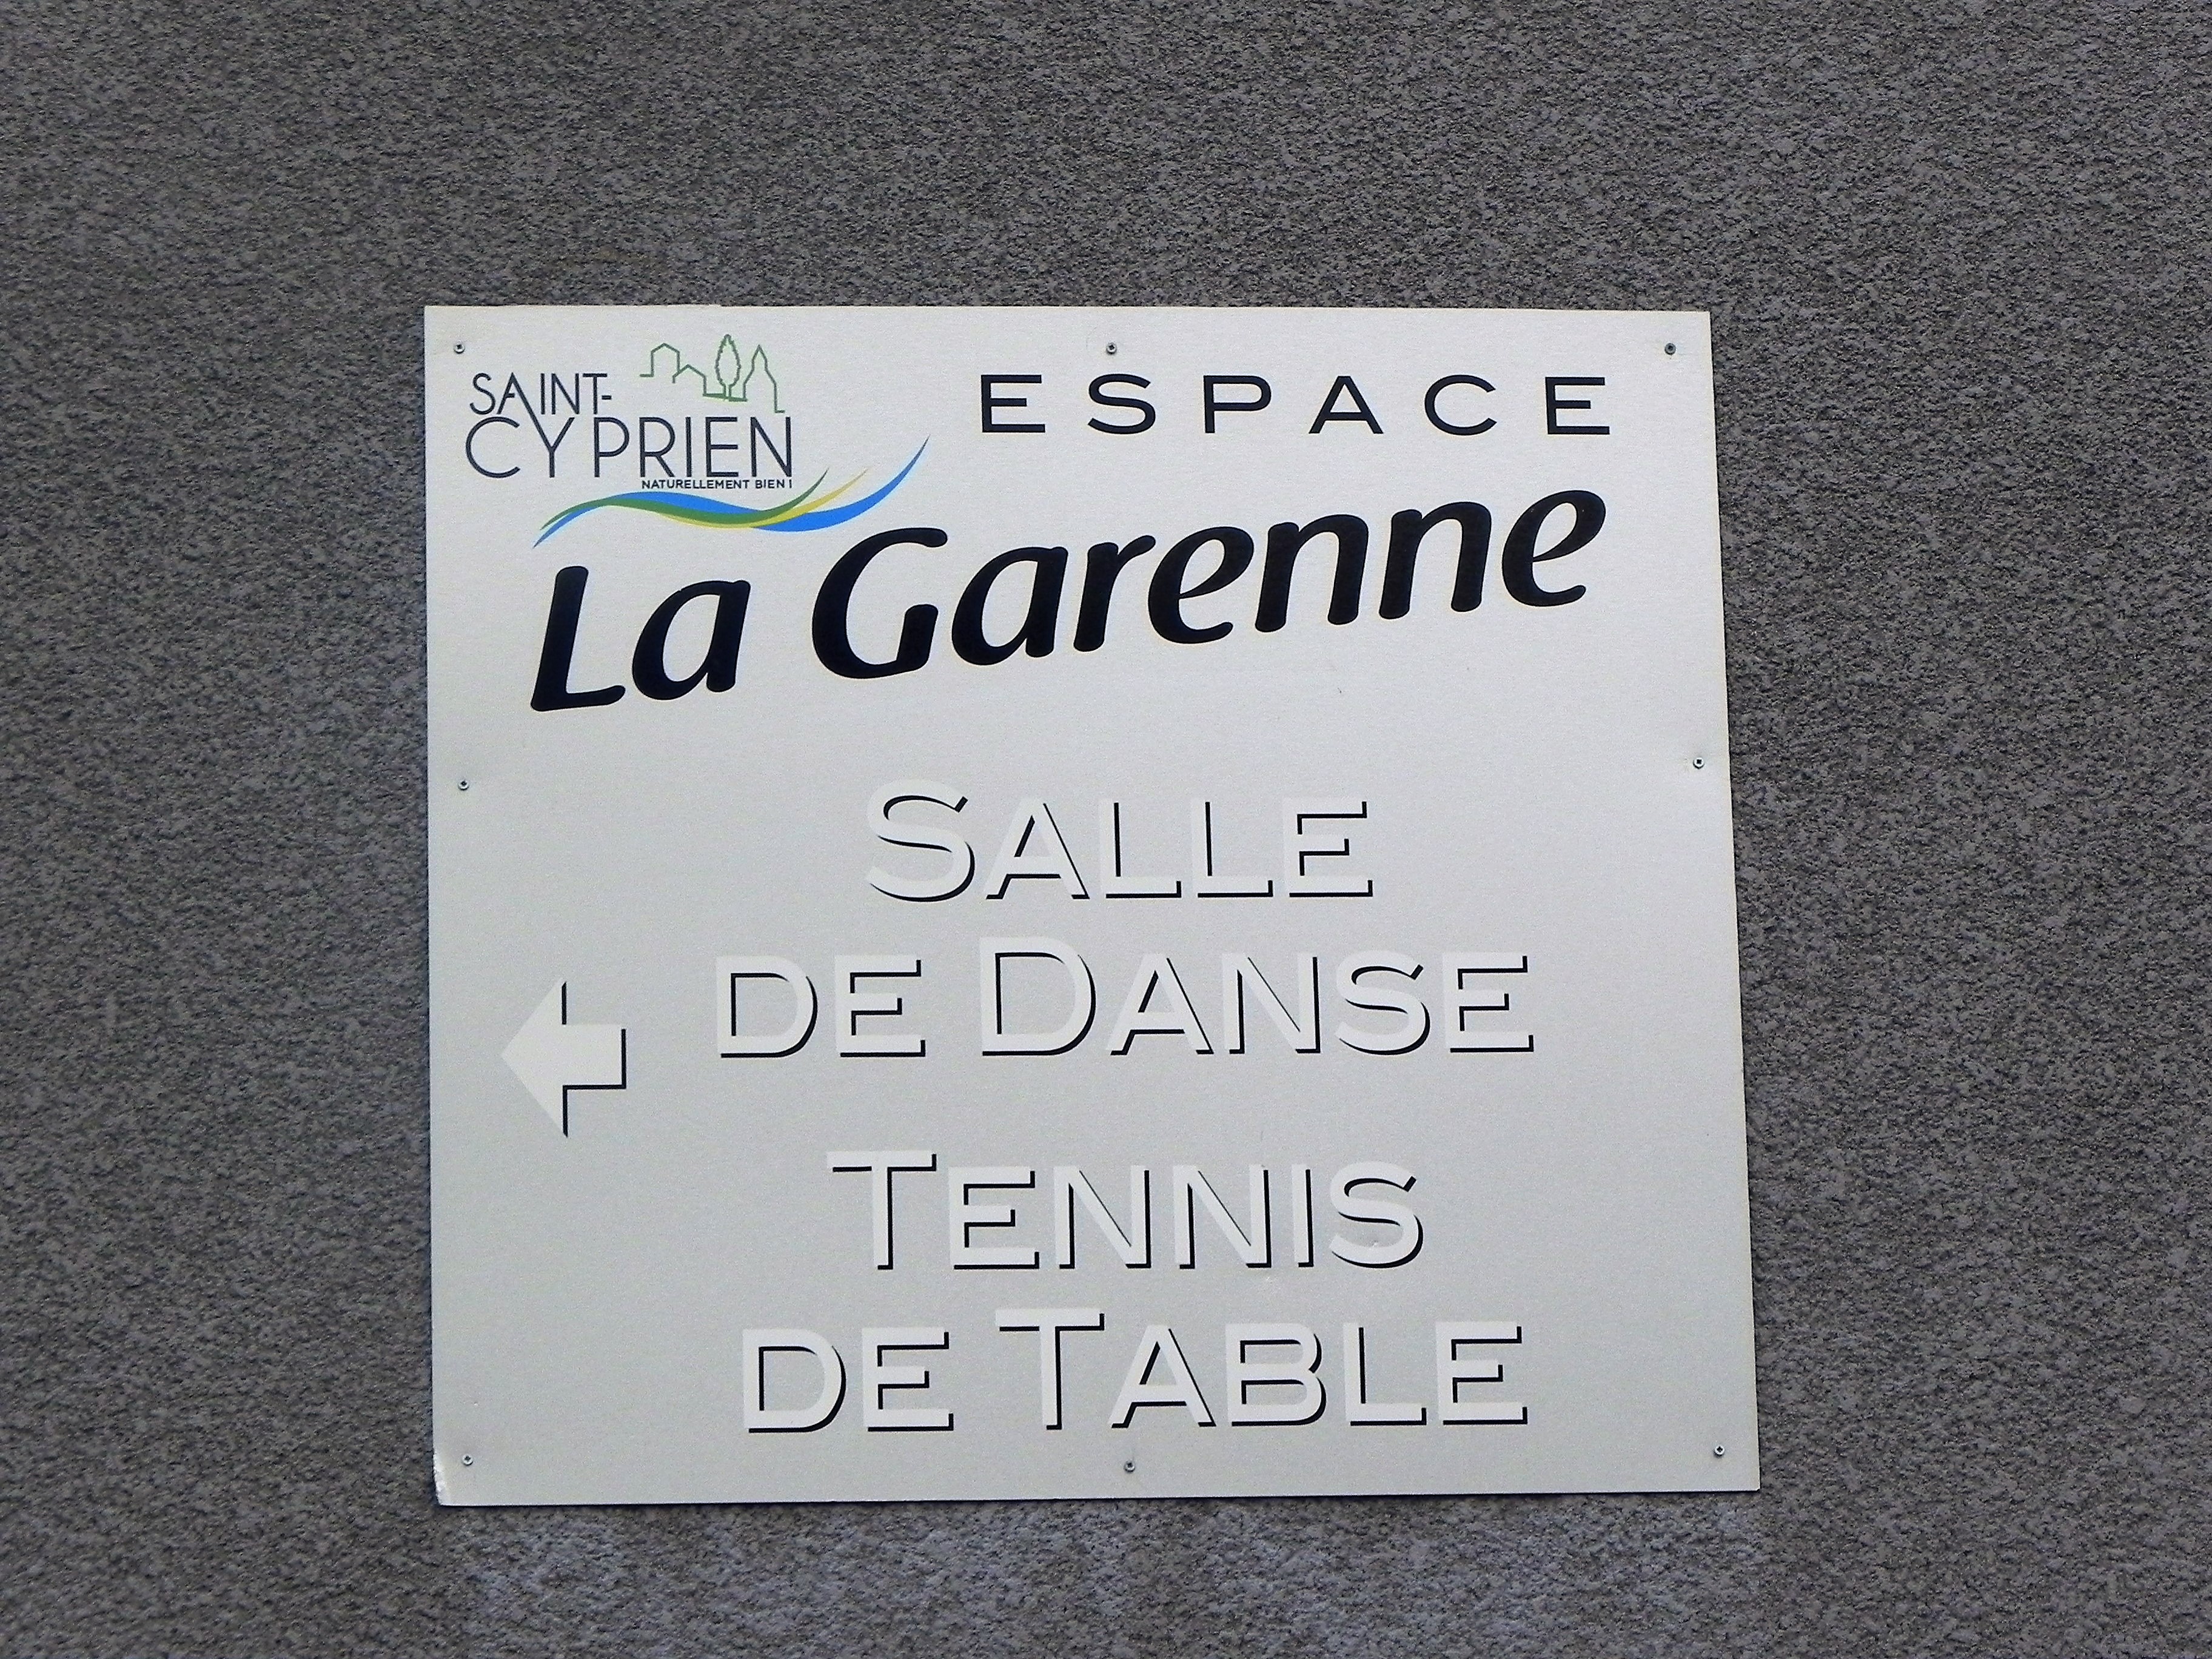 SAINT-
CYPRIEN
NATURELLEMENT BIEN !
ESPACE
La Garenne
SALLE
DE DANSE
TENNIS
DE TABLE